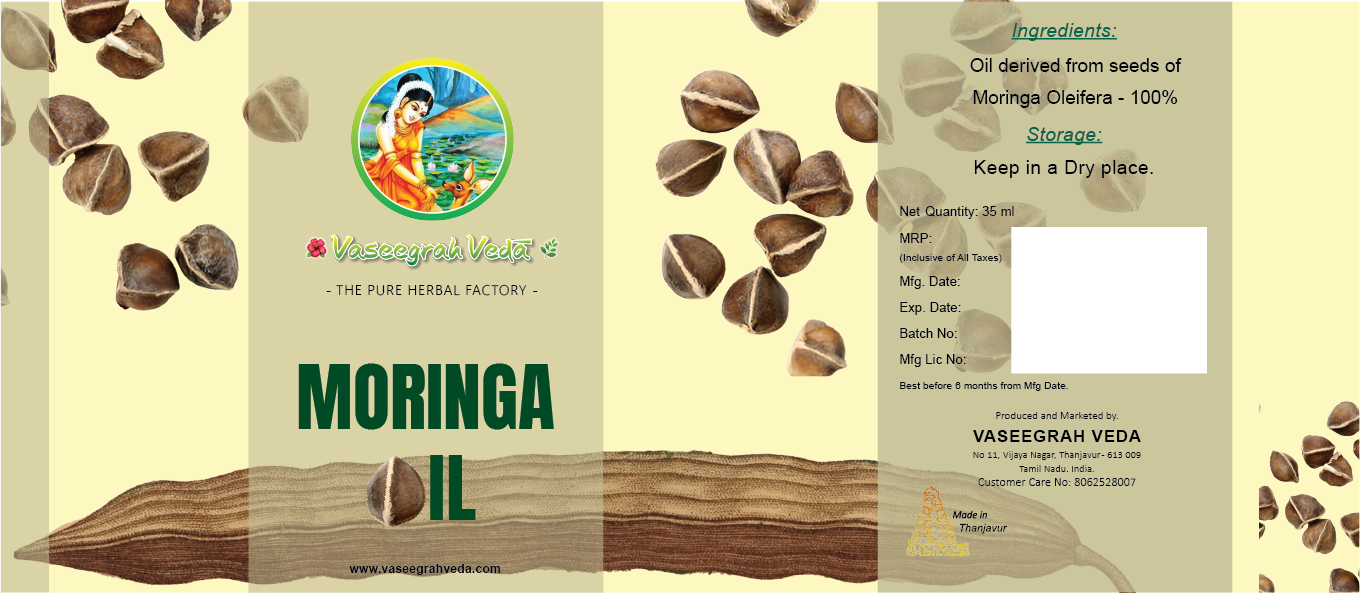 Vaseegrah Veda
- THE PURE HERBAL FACTORY -
MORINGA
IL
www.vaseegrahveda.com
Ingredients:
Oil derived from seeds of
Moringa Oleifera - 100%
Storage:
Keep in a Dry place.
Net Quantity: 35 ml
MRP:
(Inclusive of All Taxes)
Mfg. Date:
Exp. Date:
Batch No:
Mfg Lic No:
Best before 6 months from Mfg Date.
Produced and Marketed by.
VASEEGRAH VEDA
No 11, Vijaya Nagar, Thanjavur - 613 009
Tamil Nadu. India.
Customer Care No: 8062528007
Made in
Thanjavur